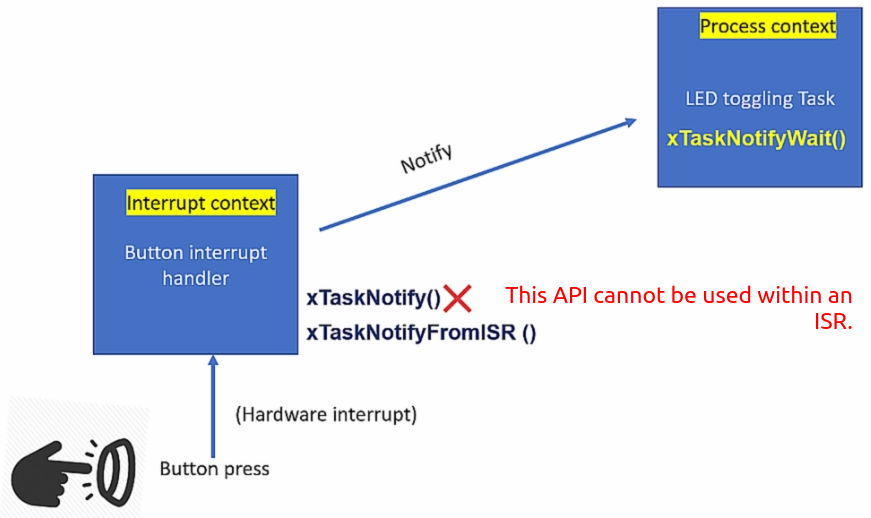 Process context
LED toggling Task
xTaskNotifyWait()
Notify
Interrupt context
Button interrupt
handler
xTaskNotify()
This API cannot be used within an
ISR.
xTaskNotifyFromISR ()
(Hardware interrupt)
Button press